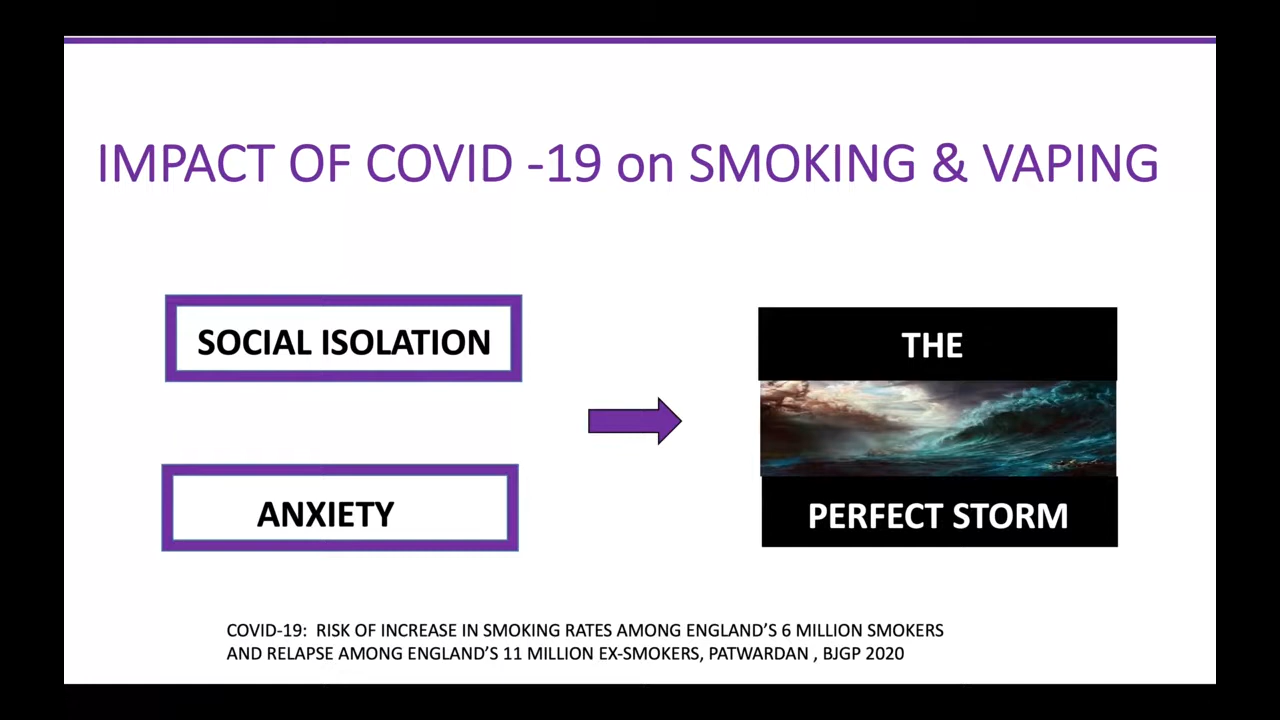 IMPACT OF COVID -19 on SMOKING & VAPING
SOCIAL ISOLATION
ANXIETY
THE
PERFECT STORM
COVID-19: RISK OF INCREASE IN SMOKING RATES AMONG ENGLAND'S 6 MILLION SMOKERS
AND RELAPSE AMONG ENGLAND'S 11 MILLION EX-SMOKERS, PATWARDAN , BJGP 2020